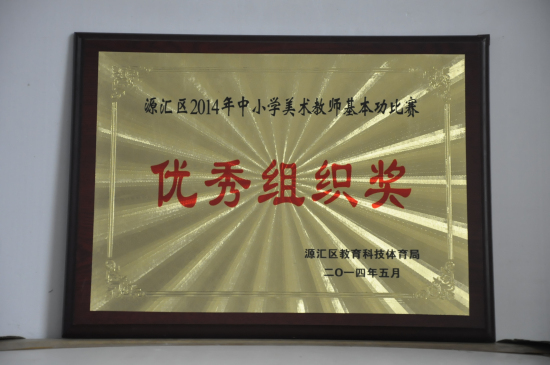 源汇区2014年中小学美术教师基本功比赛
优秀组织奖
源汇区教育科技体育局
二〇一四年五月